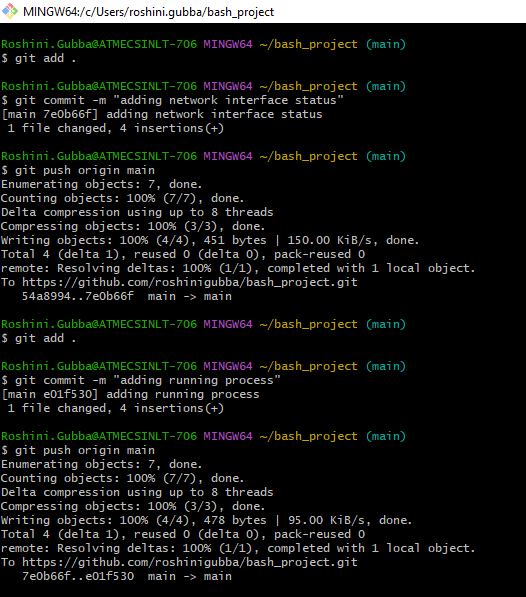 MINGW64:/c/Users/roshini.gubba/bash_project
Roshini.Gubba@ATMECSINLT-706 MINGW64 ~/bash_project (main)
$ git add .
Roshini.Gubba@ATMECSINLT-706 MINGW64 ~/bash_project (main)
$ git commit -m "adding network interface status"
[main 7e0b66f] adding network interface status
 1 file changed, 4 insertions(+)
Roshini.Gubba@ATMECSINLT-706 MINGW64 ~/bash_project (main)
$ git push origin main
Enumerating objects: 7, done.
Counting objects: 100% (7/7), done.
Delta compression using up to 8 threads
Compressing objects: 100% (3/3), done.
Writing objects: 100% (4/4), 451 bytes | 150.00 KiB/s, done.
Total 4 (delta 1), reused 0 (delta 0), pack-reused 0
remote: Resolving deltas: 100% (1/1), completed with 1 local object.
To https://github.com/roshinigubba/bash_project.git
   54a8994..7e0b66f  main -> main
Roshini.Gubba@ATMECSINLT-706 MINGW64 ~/bash_project (main)
$ git add .
Roshini.Gubba@ATMECSINLT-706 MINGW64 ~/bash_project (main)
$ git commit -m "adding running process"
[main e01f530] adding running process
 1 file changed, 4 insertions(+)
Roshini.Gubba@ATMECSINLT-706 MINGW64 ~/bash_project (main)
$ git push origin main
Enumerating objects: 7, done.
Counting objects: 100% (7/7), done.
Delta compression using up to 8 threads
Compressing objects: 100% (3/3), done.
Writing objects: 100% (4/4), 478 bytes | 95.00 KiB/s, done.
Total 4 (delta 1), reused 0 (delta 0), pack-reused 0
remote: Resolving deltas: 100% (1/1), completed with 1 local object.
To https://github.com/roshinigubba/bash_project.git
   7e0b66f..e01f530  main -> main